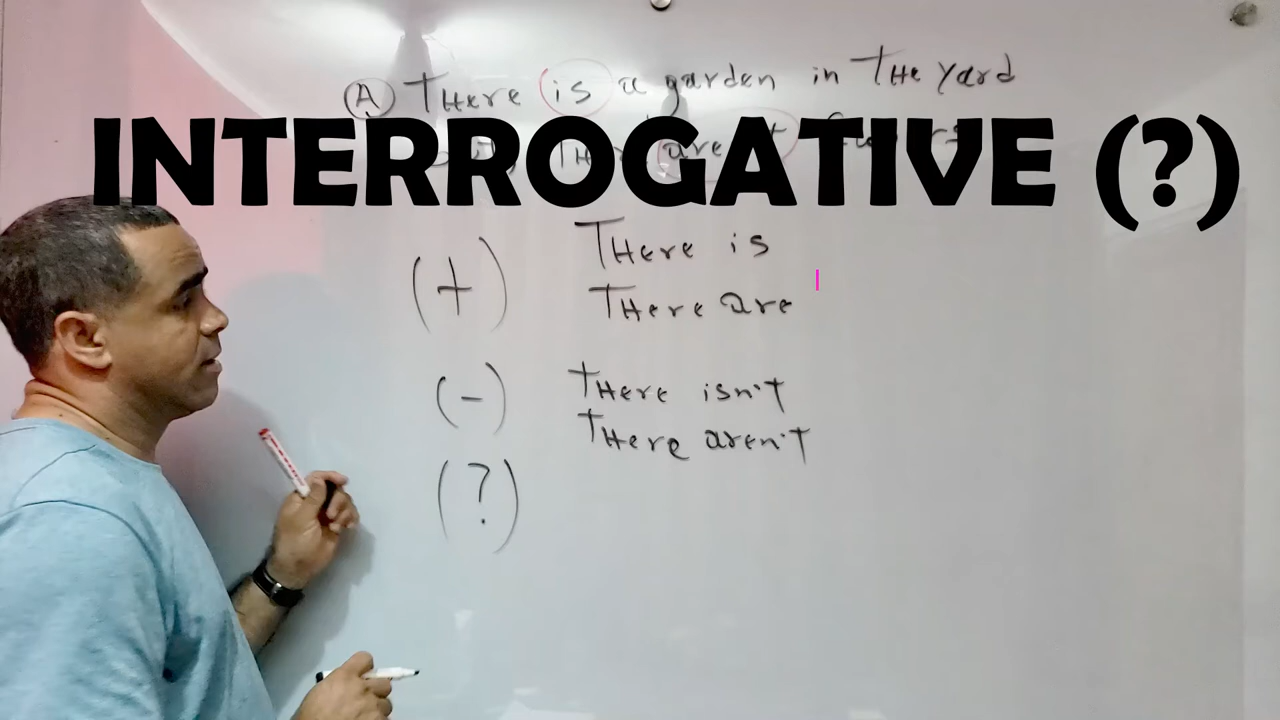 A THERE is a garden in THe yard
INTERROGATIVE (?)
(+) THere is
THere are
(-) THere isn't
THere aren't
(?)